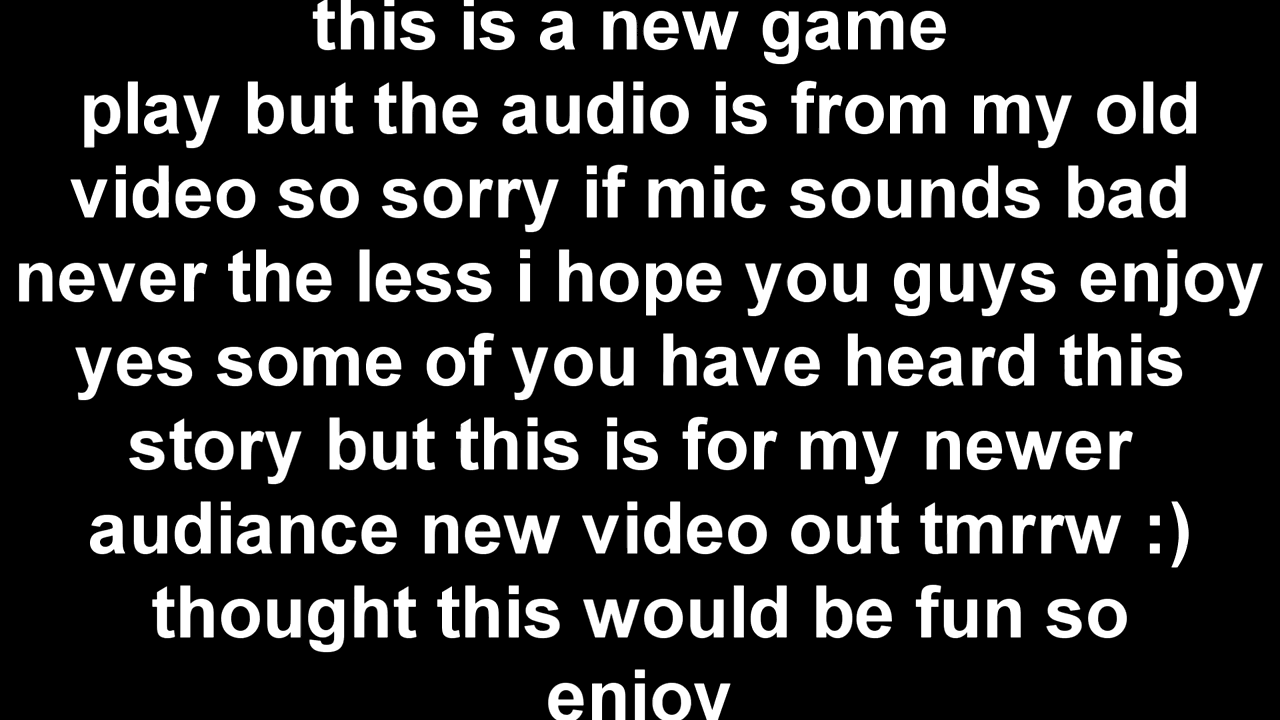 this is a new game
play but the audio is from my old
video so sorry if mic sounds bad
never the less i hope you guys enjoy
yes some of you have heard this
story but this is for my newer
audiance new video out tmrrw :)
thought this would be fun so
enjoy